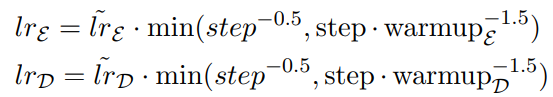 lr_ℰ = l̃r_ℰ · min(step^{−0.5}, step · warmup_ℰ^{−1.5})
lr_𝒟 = l̃r_𝒟 · min(step^{−0.5}, step · warmup_𝒟^{−1.5})